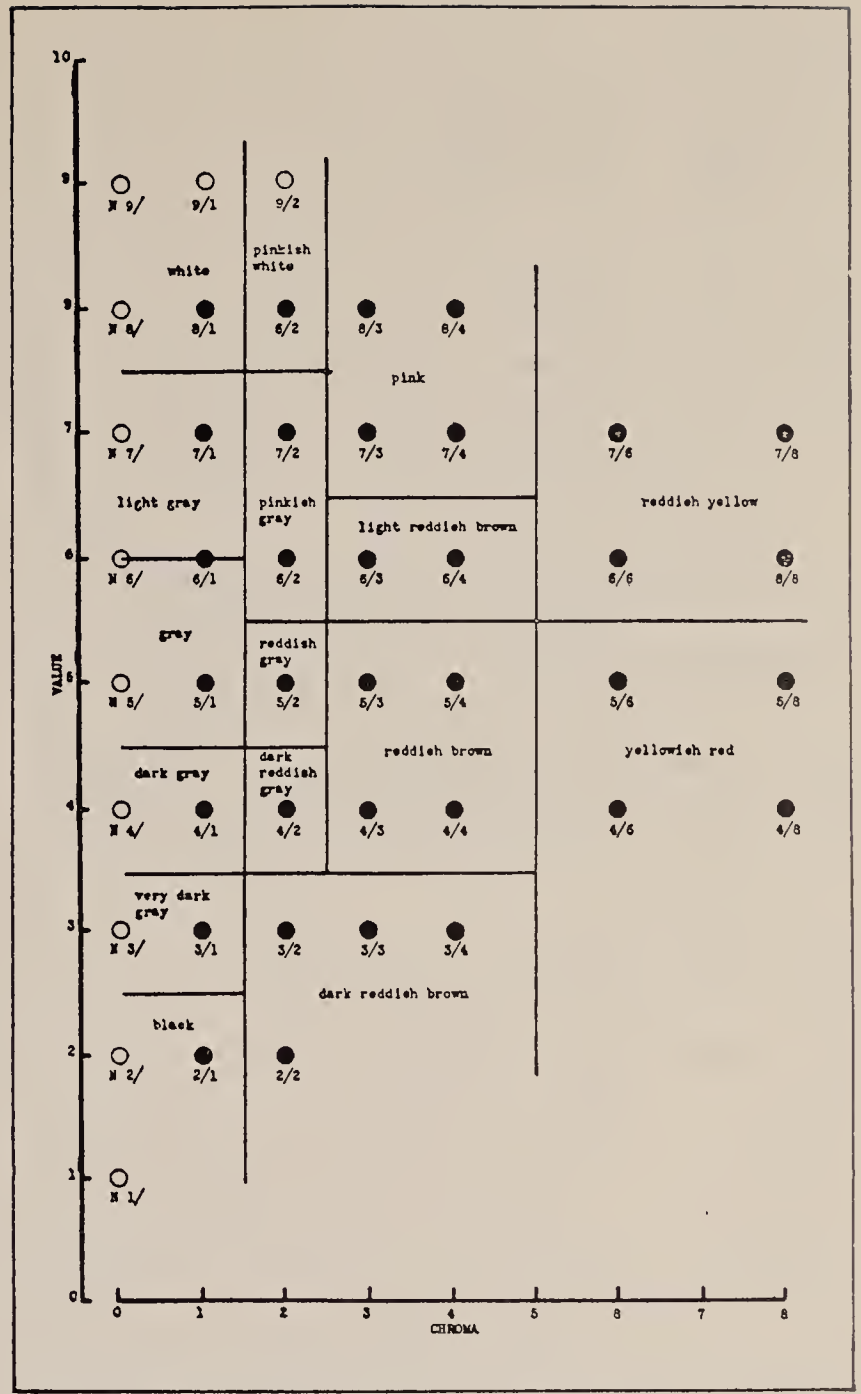 10
9
N 9/ 9/1 9/2
white
pinkish
white
8
N 8/ 8/1 8/2 8/3 8/4
pink
7
N 7/ 7/1 7/2 7/3 7/4 7/6 7/8
light gray
pinkish
gray
light reddish brown
reddish yellow
6
N 6/ 6/1 6/2 6/3 6/4 6/6 6/8
gray
reddish
gray
5
N 5/ 5/1 5/2 5/3 5/4 5/6 5/8
VALUE
dark gray
dark
reddish
gray
reddish brown
yellowish red
4
N 4/ 4/1 4/2 4/3 4/4 4/6 4/8
very dark
gray
3
N 3/ 3/1 3/2 3/3 3/4
dark reddish brown
black
2
N 2/ 2/1 2/2
1
N 1/
0
0 1 2 3 4 5 6 7 8
CHROMA